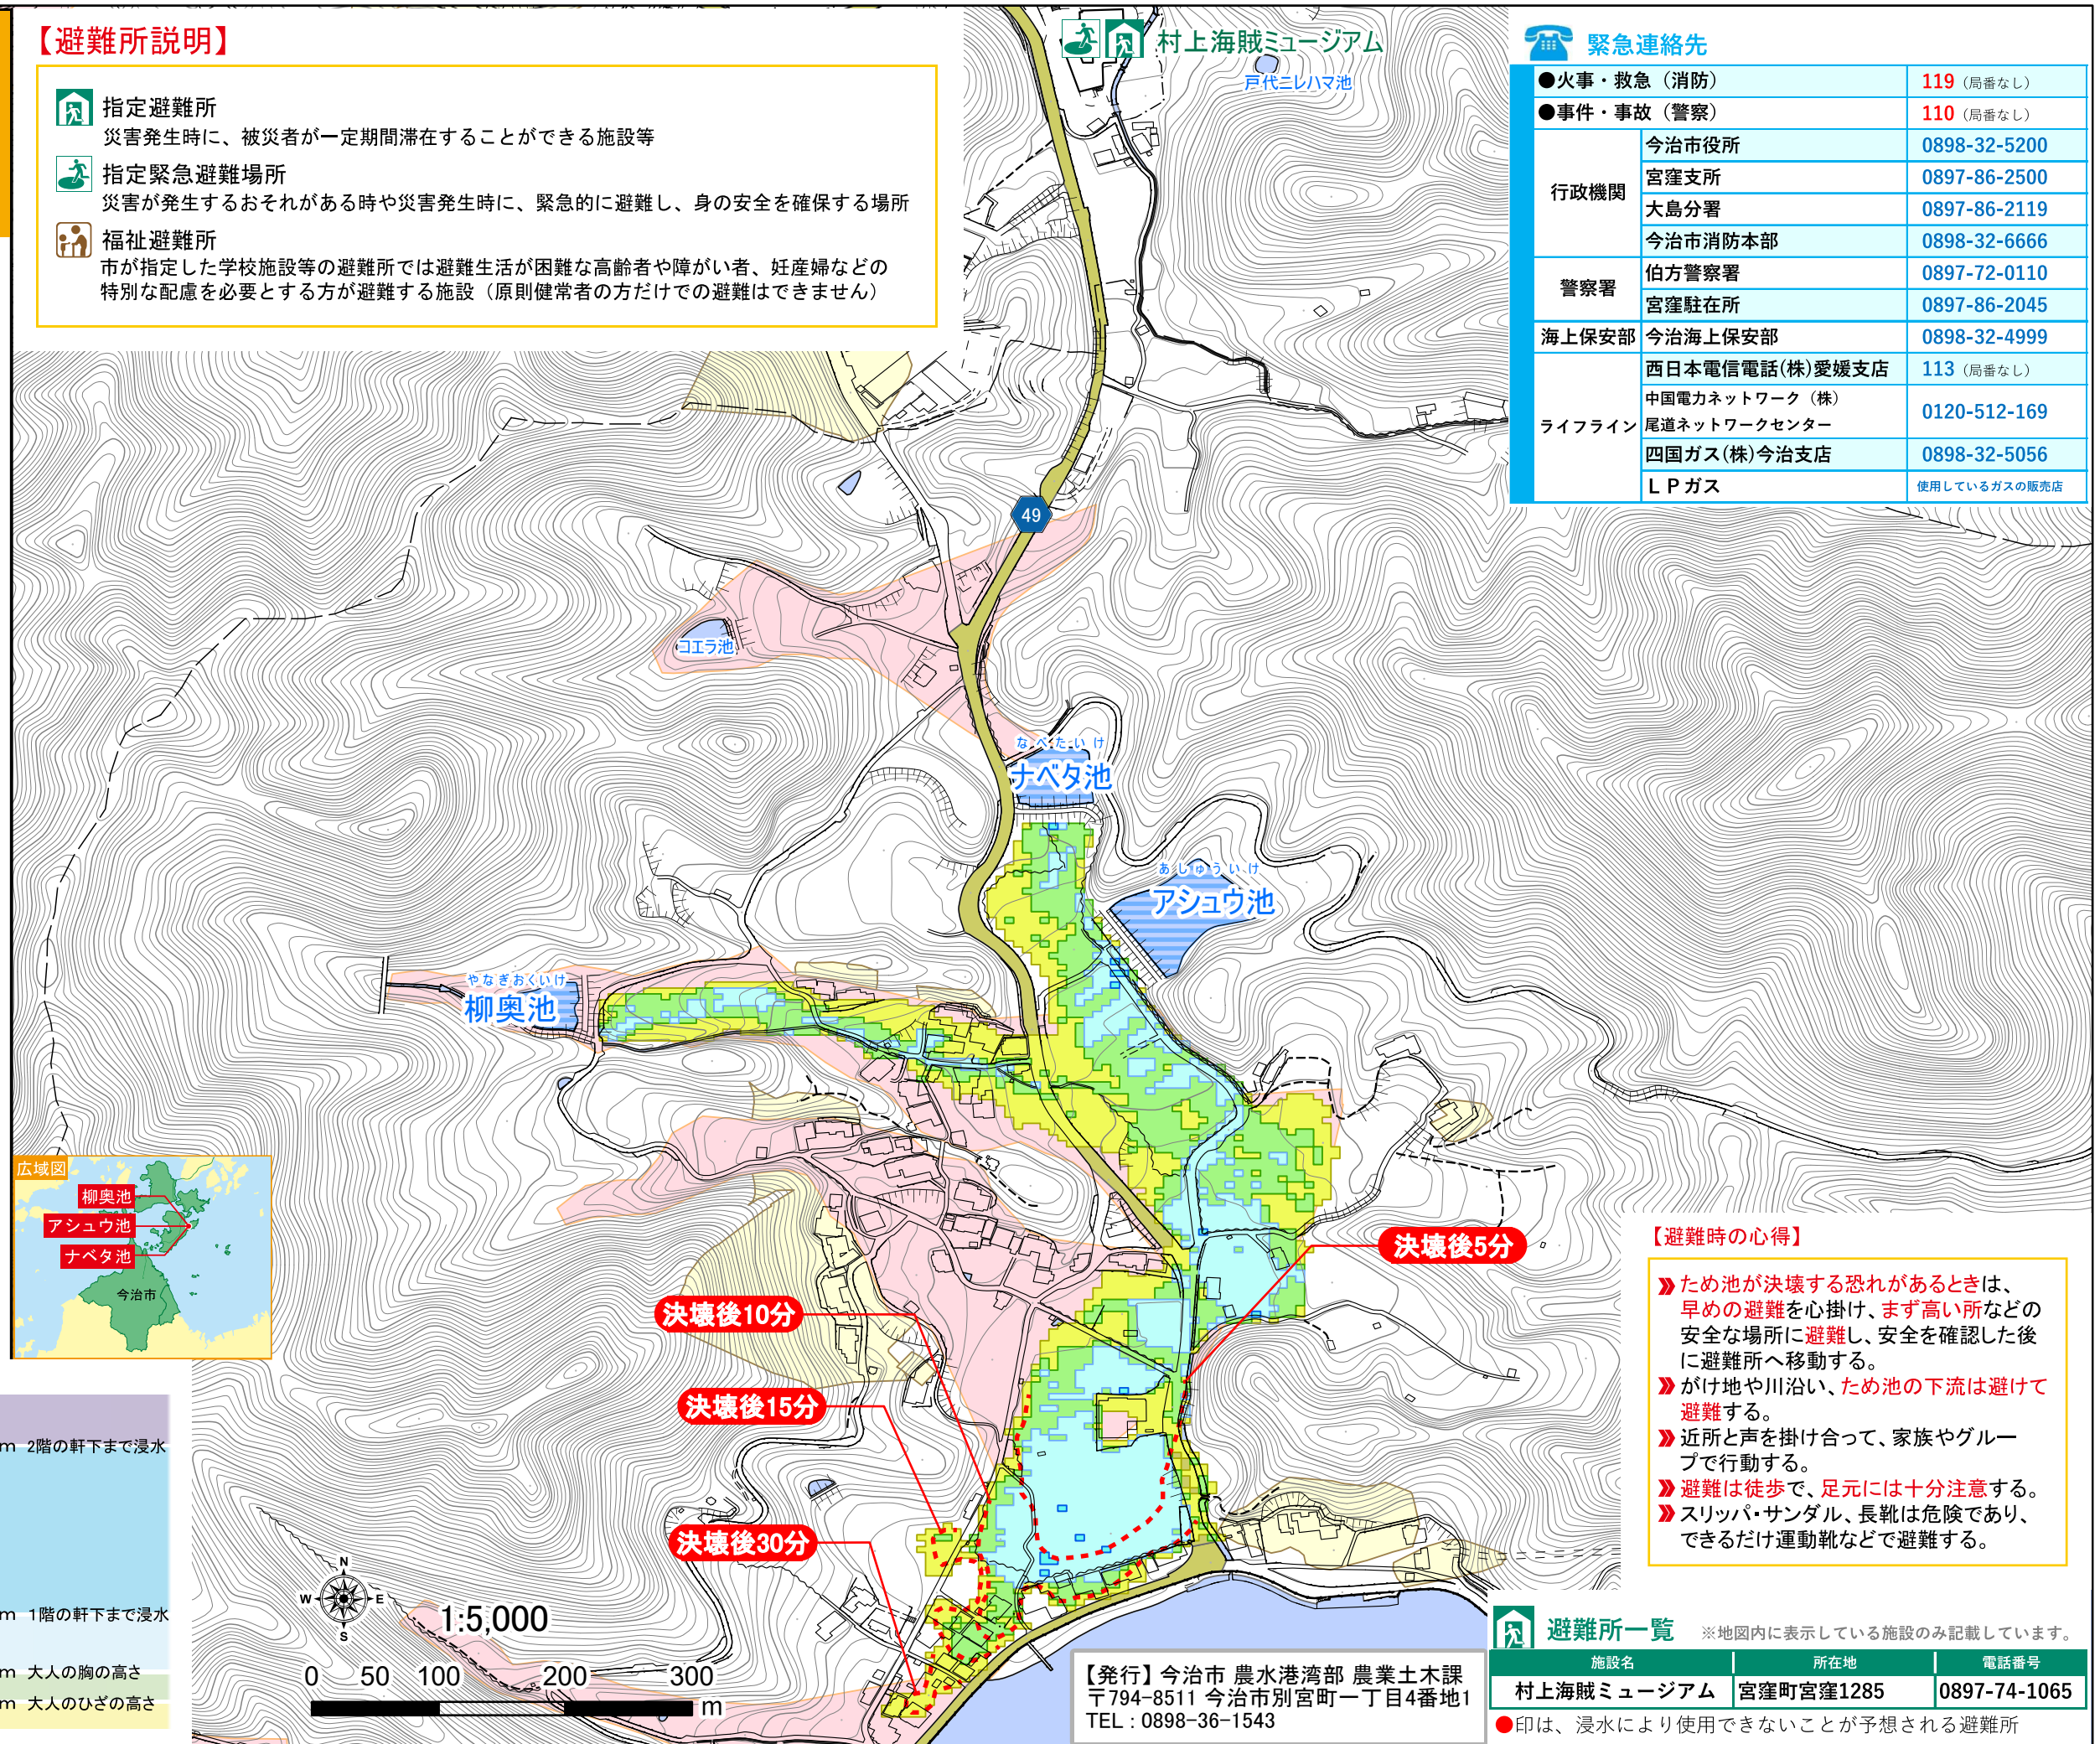 【避難所説明】
指定避難所
災害発生時に、被災者が一定期間滞在することができる施設等
指定緊急避難場所
災害が発生するおそれがある時や災害発生時に、緊急的に避難し、身の安全を確保する場所
福祉避難所
市が指定した学校施設等の避難所では避難生活が困難な高齢者や障がい者、妊産婦などの
特別な配慮を必要とする方が避難する施設（原則健常者の方だけでの避難はできません）
村上海賊ミュージアム
戸代ニレハマ池
緊急連絡先
●火事・救急（消防） 119（局番なし）
●事件・事故（警察） 110（局番なし）
行政機関
今治市役所 0898-32-5200
宮窪支所 0897-86-2500
大島分署 0897-86-2119
今治市消防本部 0898-32-6666
警察署
伯方警察署 0897-72-0110
宮窪駐在所 0897-86-2045
海上保安部 今治海上保安部 0898-32-4999
ライフライン
西日本電信電話(株)愛媛支店 113（局番なし）
中国電力ネットワーク（株）
尾道ネットワークセンター 0120-512-169
四国ガス(株)今治支店 0898-32-5056
ＬＰガス 使用しているガスの販売店
49
コエラ池
なべたいけ
ナベタ池
あしゅういけ
アシュウ池
やなぎおくいけ
柳奥池
広域図
柳奥池
アシュウ池
ナベタ池
今治市
決壊後5分
決壊後10分
決壊後15分
決壊後30分
【避難時の心得】
》ため池が決壊する恐れがあるときは、
早めの避難を心掛け、まず高い所などの
安全な場所に避難し、安全を確認した後
に避難所へ移動する。
》がけ地や川沿い、ため池の下流は避けて
避難する。
》近所と声を掛け合って、家族やグルー
プで行動する。
》避難は徒歩で、足元には十分注意する。
》スリッパ・サンダル、長靴は危険であり、
できるだけ運動靴などで避難する。
m 2階の軒下まで浸水
m 1階の軒下まで浸水
m 大人の胸の高さ
m 大人のひざの高さ
N
W E
S
1:5,000
0 50 100 200 300
m
【発行】今治市 農水港湾部 農業土木課
〒794-8511 今治市別宮町一丁目4番地1
TEL：0898-36-1543
避難所一覧 ※地図内に表示している施設のみ記載しています。
施設名 所在地 電話番号
村上海賊ミュージアム 宮窪町宮窪1285 0897-74-1065
●印は、浸水により使用できないことが予想される避難所